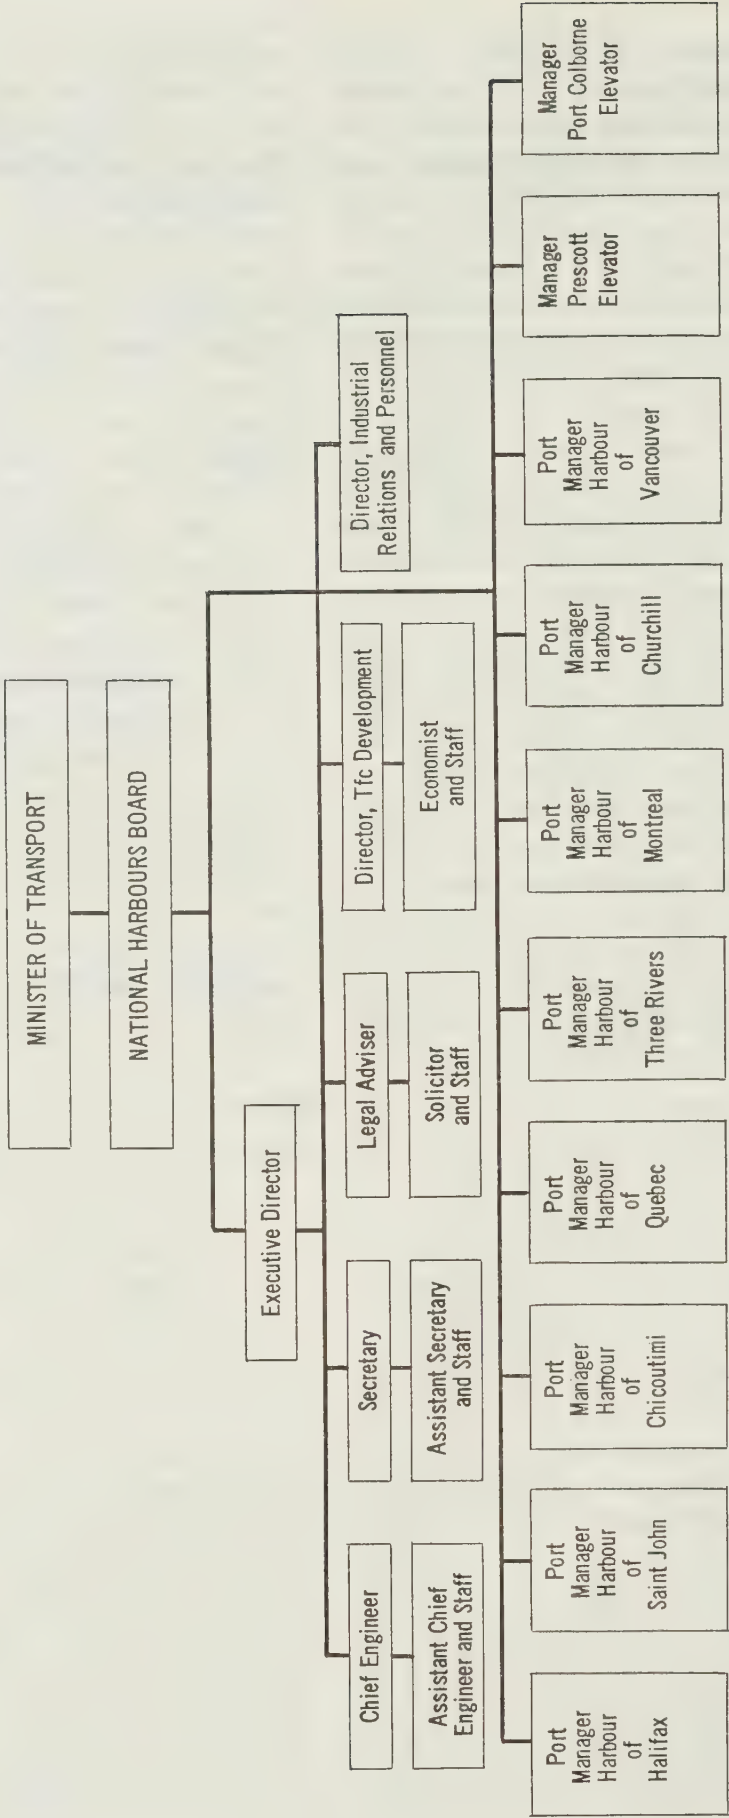 MINISTER OF TRANSPORT
NATIONAL HARBOURS BOARD
Executive Director
Chief Engineer
Assistant Chief
Engineer and Staff
Secretary
Assistant Secretary
and Staff
Legal Adviser
Solicitor
and Staff
Director, Tfc Development
Economist
and Staff
Director, Industrial
Relations and Personnel
Port
Manager
Harbour
of
Halifax
Port
Manager
Harbour
of
Saint John
Port
Manager
Harbour
of
Chicoutimi
Port
Manager
Harbour
of
Quebec
Port
Manager
Harbour
of
Three Rivers
Port
Manager
Harbour
of
Montreal
Port
Manager
Harbour
of
Churchill
Port
Manager
Harbour
of
Vancouver
Manager
Prescott
Elevator
Manager
Port Colborne
Elevator